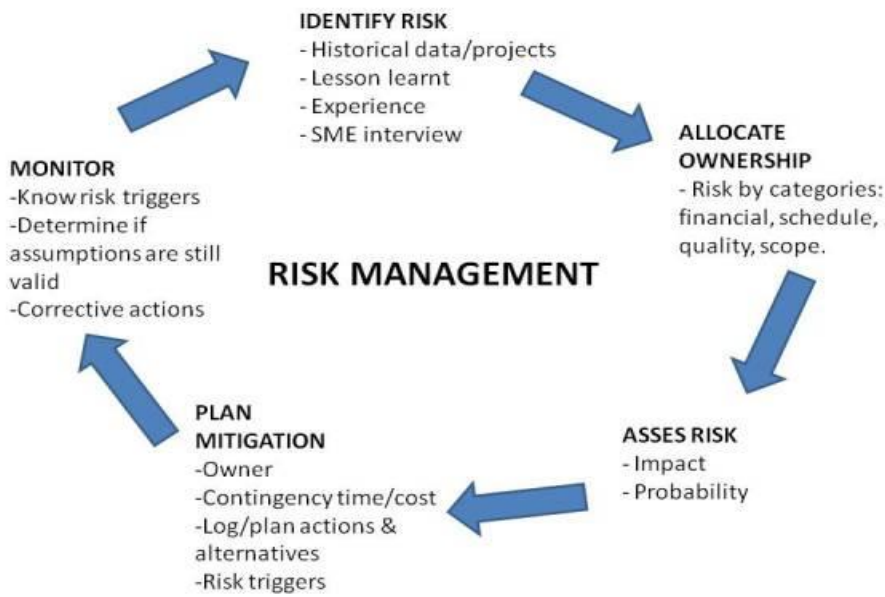 IDENTIFY RISK
- Historical data/projects
- Lesson learnt
- Experience
- SME interview
ALLOCATE
OWNERSHIP
- Risk by categories:
financial, schedule,
quality, scope.
ASSES RISK
- Impact
- Probability
PLAN
MITIGATION
-Owner
-Contingency time/cost
-Log/plan actions &
alternatives
-Risk triggers
MONITOR
-Know risk triggers
-Determine if
assumptions are still
valid
-Corrective actions
RISK MANAGEMENT